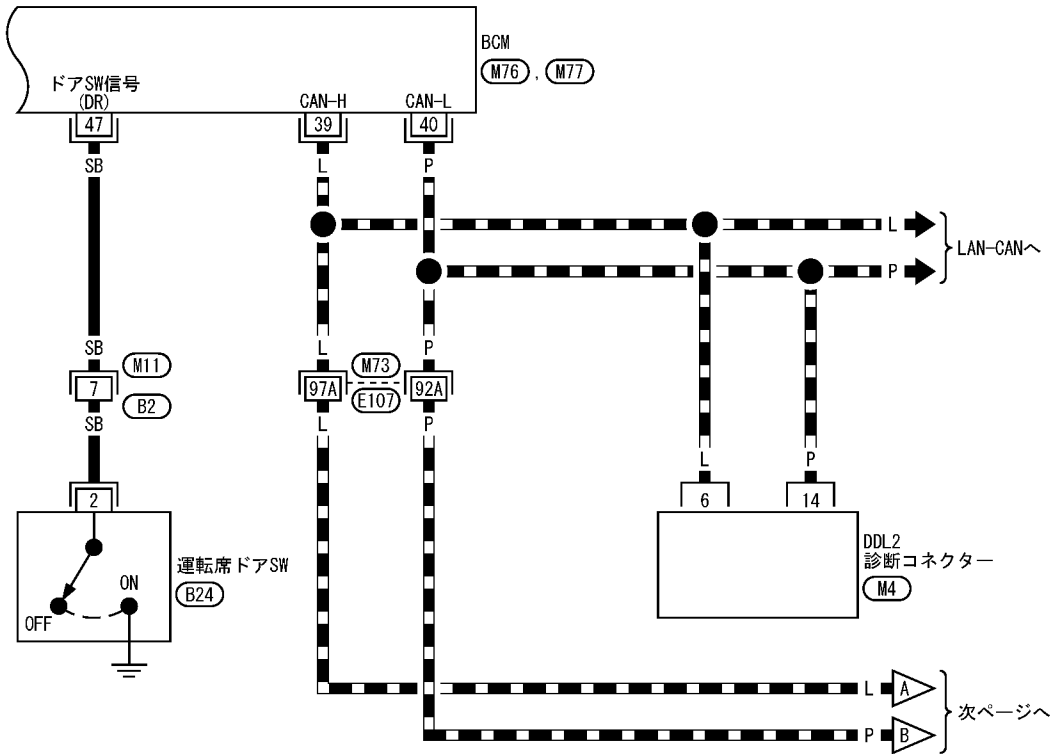 BCM
M76 , M77
ドアSW信号
(DR)
CAN-H
CAN-L
47
39
40
SB
L
P
L
LAN-CANへ
P
SB
L
P
M11
M73
7
97A
92A
B2
E107
SB
L
P
L
P
2
6
14
運転席ドアSW
B24
ON
OFF
DDL2
診断コネクター
M4
L
A
次ページへ
P
B